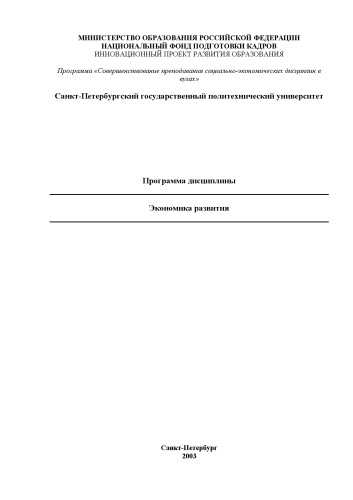 МИНИСТЕРСТВО ОБРАЗОВАНИЯ РОССИЙСКОЙ ФЕДЕРАЦИИ
НАЦИОНАЛЬНЫЙ ФОНД ПОДГОТОВКИ КАДРОВ
ИННОВАЦИОННЫЙ ПРОЕКТ РАЗВИТИЯ ОБРАЗОВАНИЯ
Программа «Совершенствование преподавания социально-экономических дисциплин в
вузах»
Санкт-Петербургский государственный политехнический университет
Программа дисциплины
Экономика развития
Санкт-Петербург
2003